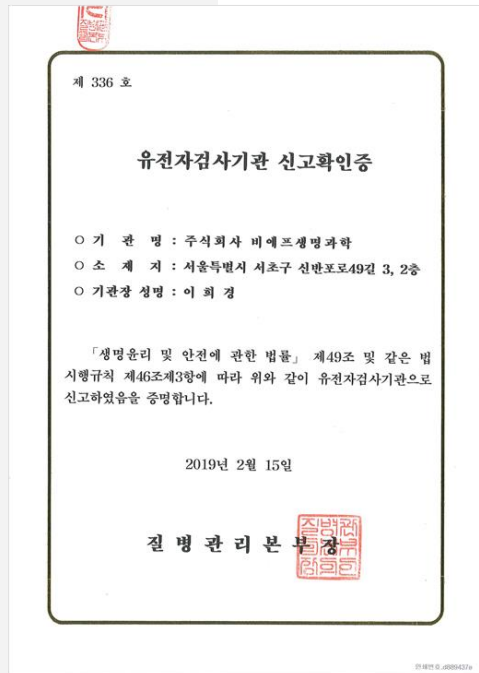 제 336 호
유전자검사기관 신고확인증
○ 기 관 명 : 주식회사 비에프생명과학
○ 소 재 지 : 서울특별시 서초구 신반포로49길 3, 2층
○ 기관장 성명 : 이 희 경
「생명윤리 및 안전에 관한 법률」 제49조 및 같은 법
시행규칙 제46조제3항에 따라 위와 같이 유전자검사기관으로
신고하였음을 증명합니다.
2019년 2월 15일
질 병 관 리 본 부 장